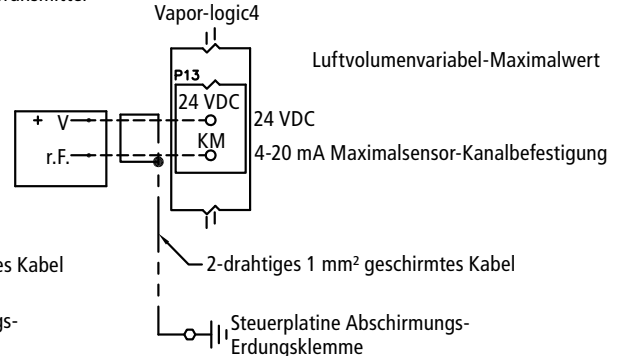 Vapor-logic4
Luftvolumenvariabel-Maximalwert
P13
24 VDC
+ V
24 VDC
KM
r.F.
4-20 mA Maximalsensor-Kanalbefestigung
es Kabel
2-drahtiges 1 mm² geschirmtes Kabel
gs-
Steuerplatine Abschirmungs-
Erdungsklemme